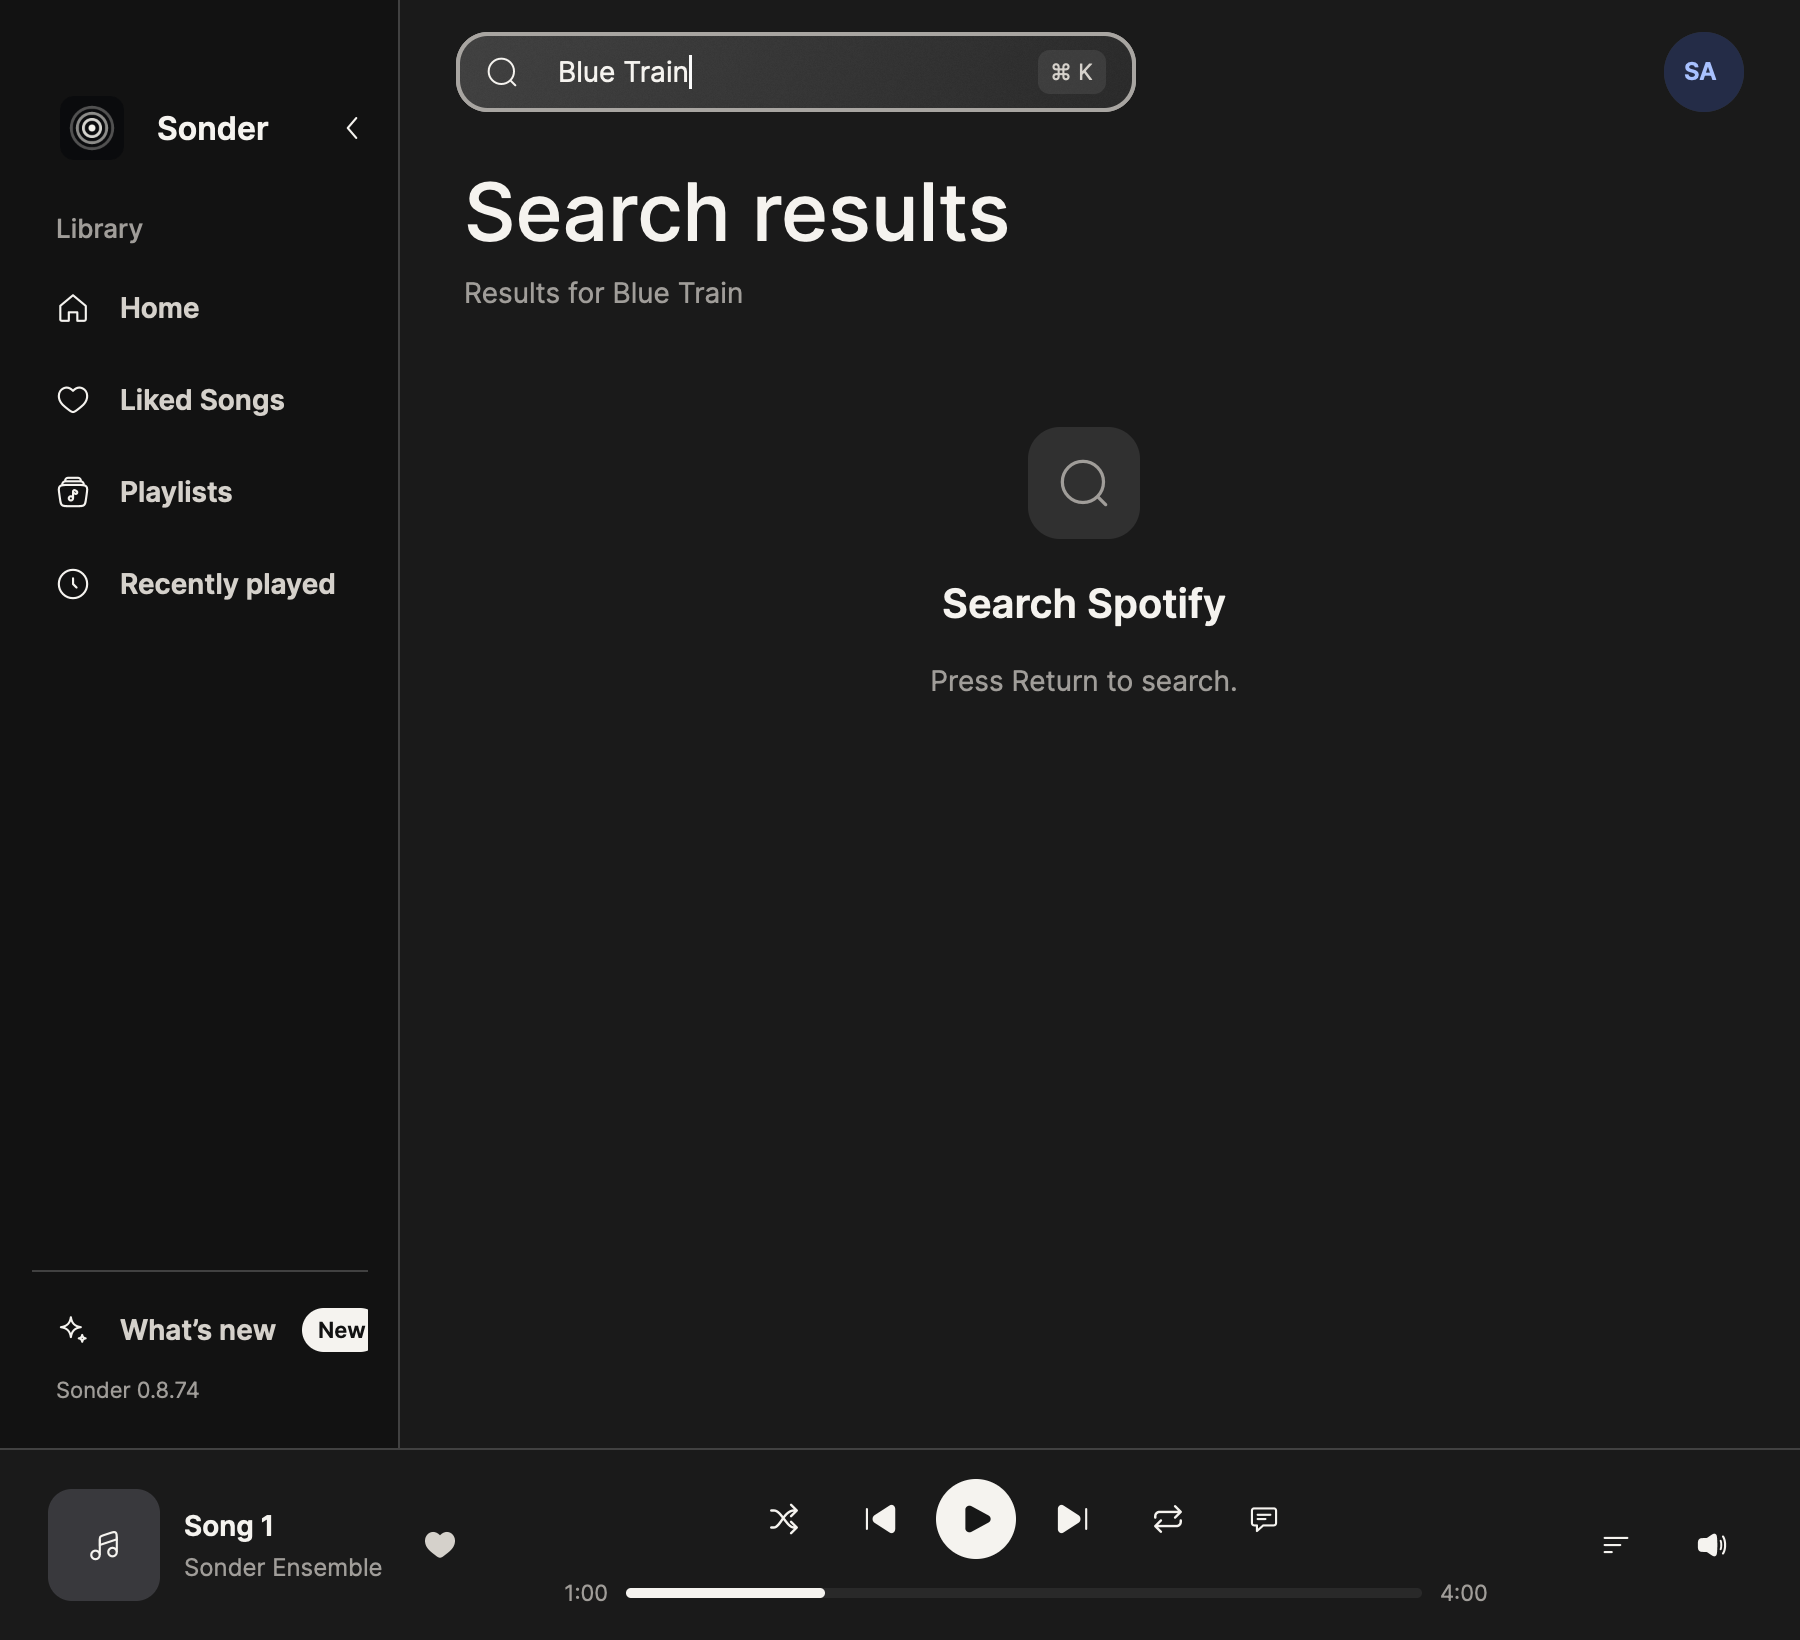 Blue Train
⌘ K
SA
Sonder
Library
Home
Liked Songs
Playlists
Recently played
Search results
Results for Blue Train
Search Spotify
Press Return to search.
What's new
New
Sonder 0.8.74
Song 1
Sonder Ensemble
1:00
4:00